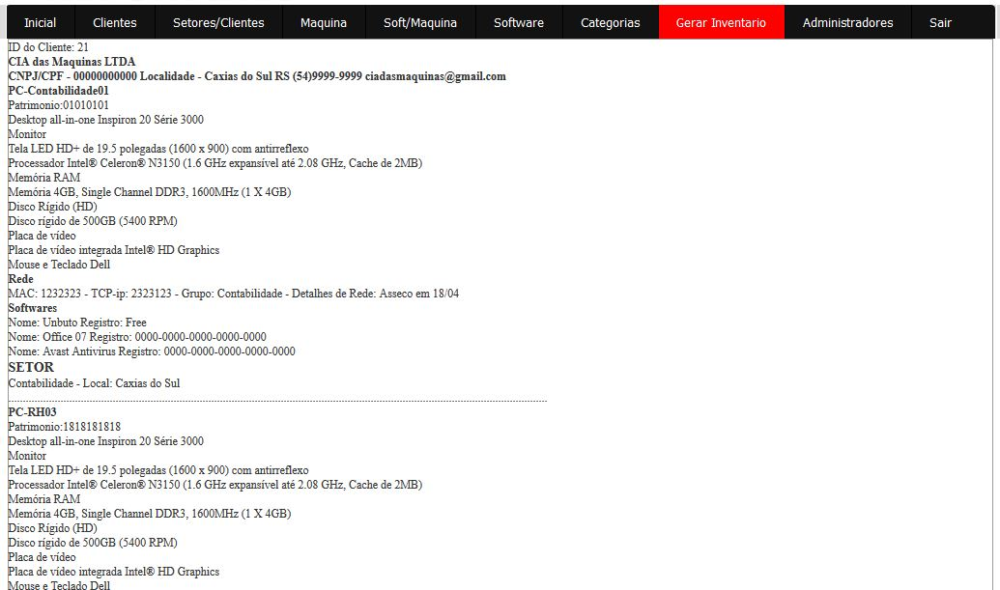 Inicial Clientes Setores/Clientes Maquina Soft/Maquina Software Categorias Gerar Inventario Administradores Sair
ID do Cliente: 21
CIA das Maquinas LTDA
CNPJ/CPF - 00000000000 Localidade - Caxias do Sul RS (54)9999-9999 ciadasmaquinas@gmail.com
PC-Contabilidade01
Patrimonio:01010101
Desktop all-in-one Inspiron 20 Série 3000
Monitor
Tela LED HD+ de 19.5 polegadas (1600 x 900) com antirreflexo
Processador Intel® Celeron® N3150 (1.6 GHz expansível até 2.08 GHz, Cache de 2MB)
Memória RAM
Memória 4GB, Single Channel DDR3, 1600MHz (1 X 4GB)
Disco Rígido (HD)
Disco rígido de 500GB (5400 RPM)
Placa de vídeo
Placa de vídeo integrada Intel® HD Graphics
Mouse e Teclado Dell
Rede
MAC: 1232323 - TCP-ip: 2323123 - Grupo: Contabilidade - Detalhes de Rede: Asseco em 18/04
Softwares
Nome: Unbuto Registro: Free
Nome: Office 07 Registro: 0000-0000-0000-0000-0000
Nome: Avast Antivirus Registro: 0000-0000-0000-0000-0000
SETOR
Contabilidade - Local: Caxias do Sul
PC-RH03
Patrimonio:1818181818
Desktop all-in-one Inspiron 20 Série 3000
Monitor
Tela LED HD+ de 19.5 polegadas (1600 x 900) com antirreflexo
Processador Intel® Celeron® N3150 (1.6 GHz expansível até 2.08 GHz, Cache de 2MB)
Memória RAM
Memória 4GB, Single Channel DDR3, 1600MHz (1 X 4GB)
Disco Rígido (HD)
Disco rígido de 500GB (5400 RPM)
Placa de vídeo
Placa de vídeo integrada Intel® HD Graphics
Mouse e Teclado Dell